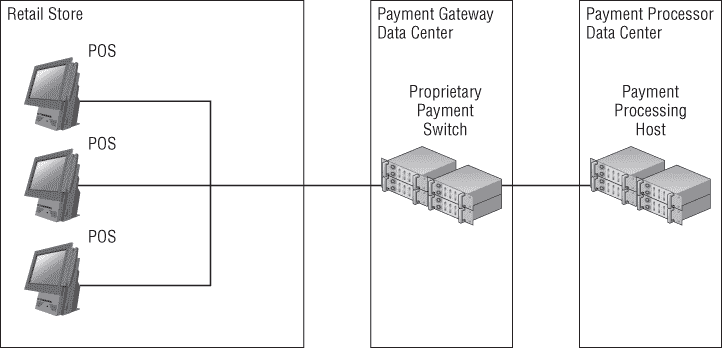 Retail Store
POS
POS
POS
Payment Gateway
Data Center
Proprietary
Payment
Switch
Payment Processor
Data Center
Payment
Processing
Host